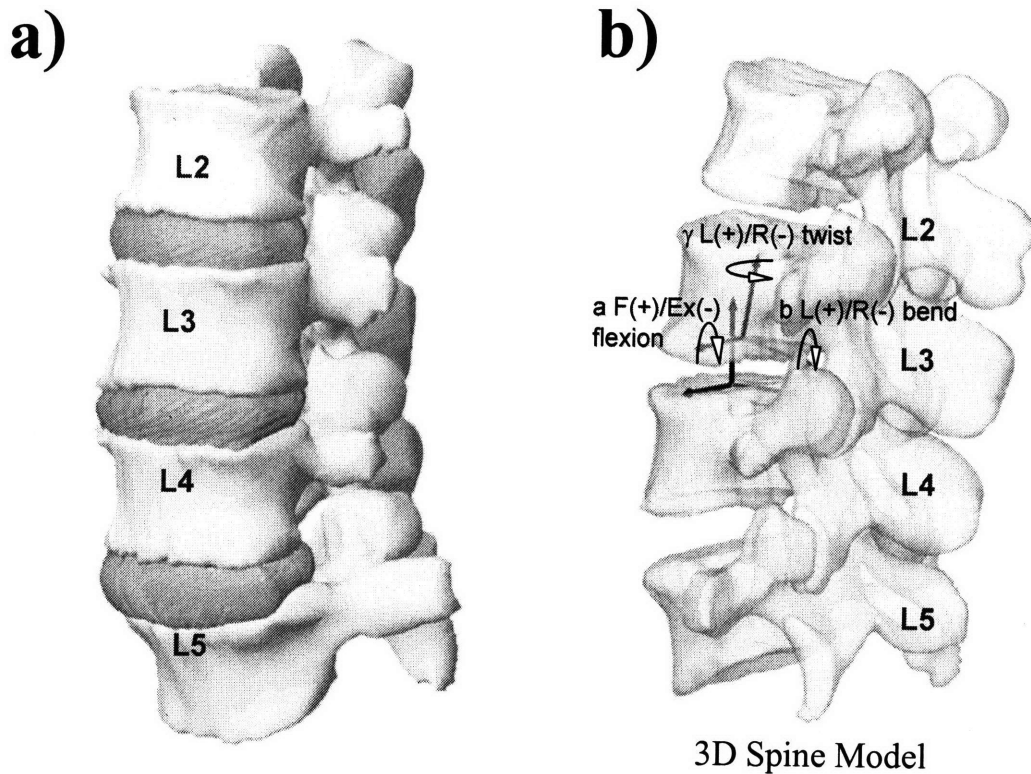 a)
L2
L3
L4
L5
b)
L2
γ L(+)/R(-) twist
a F(+)/Ex(-)
flexion
b L(+)/R(-) bend
L3
L4
L5
3D Spine Model